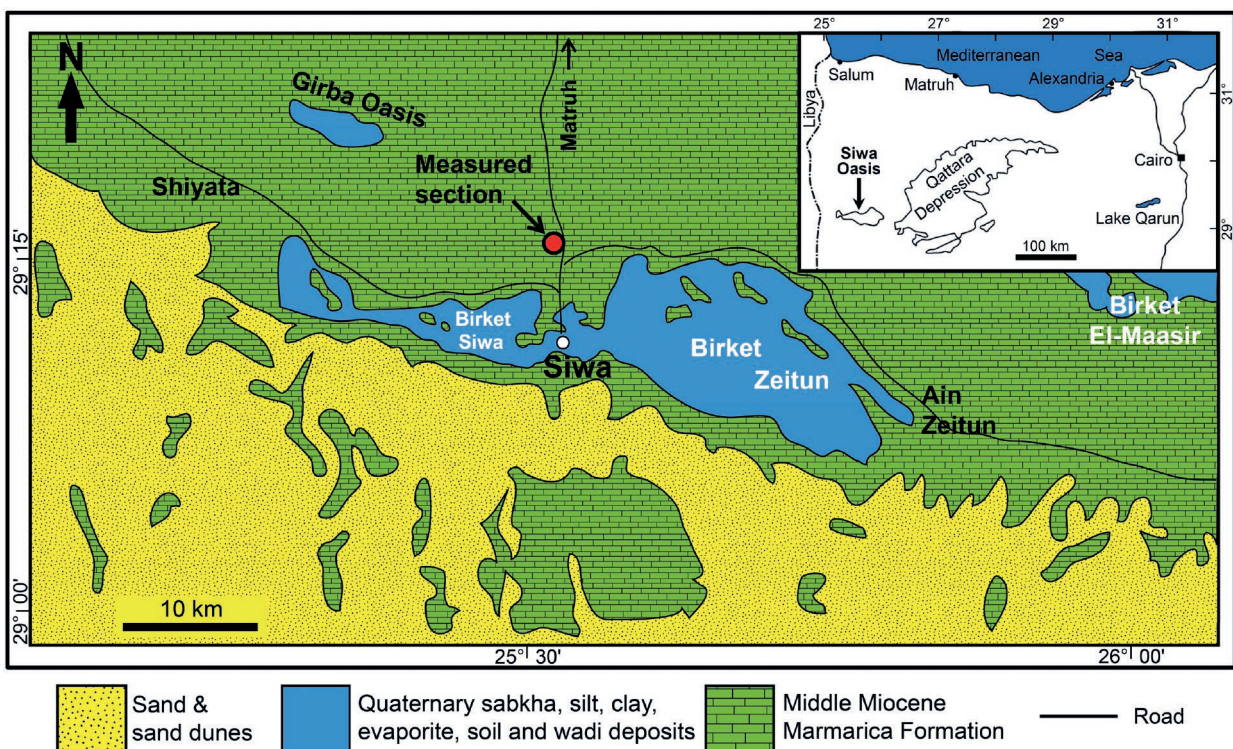 N
Girba Oasis
Matruh
Measured
section
Shiyata
Birket
Siwa
Siwa
Birket
Zeitun
Ain
Zeitun
Birket
El-Maasir
29° 15'
29° 00'
25° 30'
26° 00'
10 km
25°
27°
29°
31°
Mediterranean
Sea
Salum
Matruh
Alexandria
31°
Libya
Siwa
Oasis
Qattara
Depression
Cairo
Lake Qarun
29°
100 km
Sand &
sand dunes
Quaternary sabkha, silt, clay,
evaporite, soil and wadi deposits
Middle Miocene
Marmarica Formation
Road